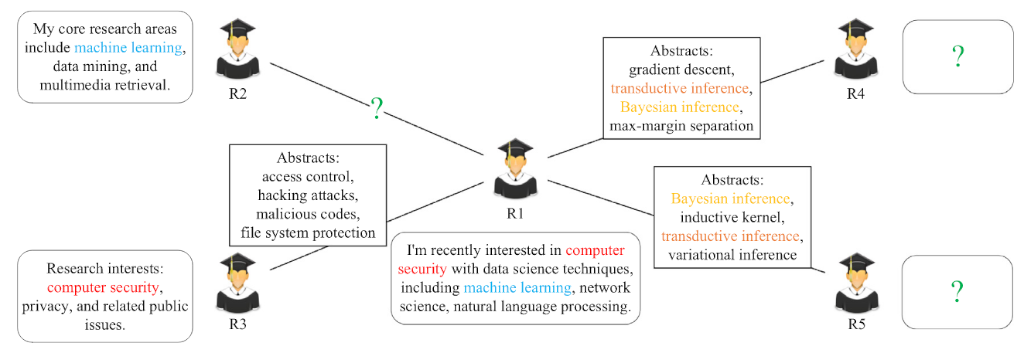 My core research areas
include machine learning,
data mining, and
multimedia retrieval.
R2
?
Abstracts:
gradient descent,
transductive inference,
Bayesian inference,
max-margin separation
R4
?
Abstracts:
access control,
hacking attacks,
malicious codes,
file system protection
R1
Abstracts:
Bayesian inference,
inductive kernel,
transductive inference,
variational inference
Research interests:
computer security,
privacy, and related public
issues.
R3
I'm recently interested in computer
security with data science techniques,
including machine learning, network
science, natural language processing.
R5
?